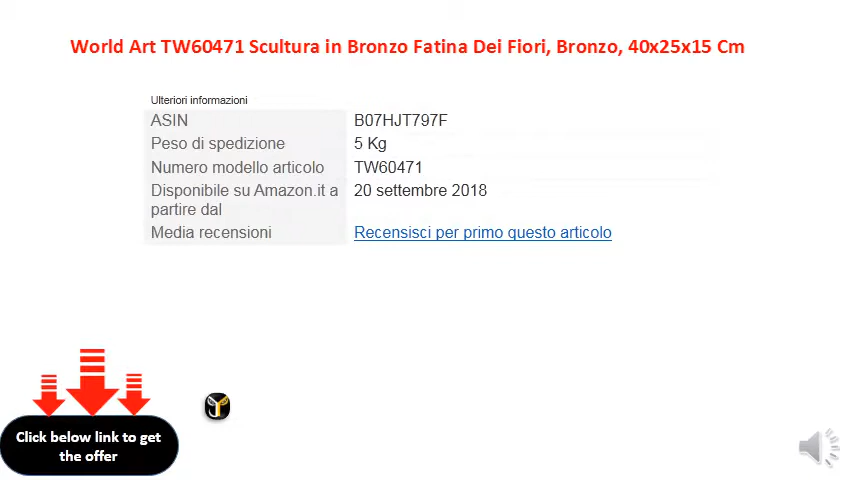 World Art TW60471 Scultura in Bronzo Fatina Dei Fiori, Bronzo, 40x25x15 Cm
Ulteriori informazioni
ASIN B07HJT797F
Peso di spedizione 5 Kg
Numero modello articolo TW60471
Disponibile su Amazon.it a partire dal 20 settembre 2018
Media recensioni Recensisci per primo questo articolo
Click below link to get
the offer